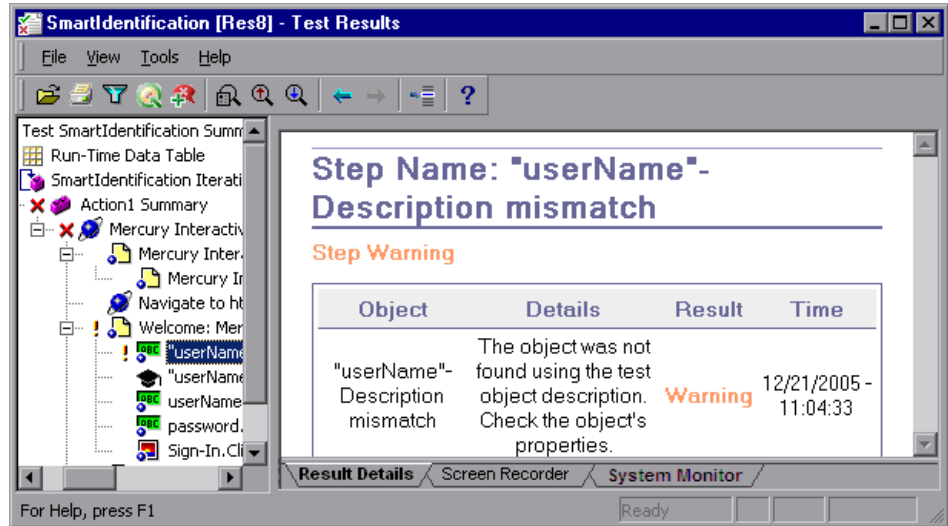 SmartIdentification [Res8] - Test Results
File View Tools Help
Test SmartIdentification Summ
Run-Time Data Table
SmartIdentification Iterati
Action1 Summary
Mercury Interactiv
Mercury Inter
Mercury Ir
Navigate to ht
Welcome: Mer
"userName
"userName
userName
password.
Sign-In.Cli
Step Name: "userName"-
Description mismatch
Step Warning
Object Details Result Time
"userName"-
Description
mismatch
The object was not
found using the test
object description.
Check the object's
properties.
Warning
12/21/2005 -
11:04:33
Result Details Screen Recorder System Monitor
For Help, press F1
Ready